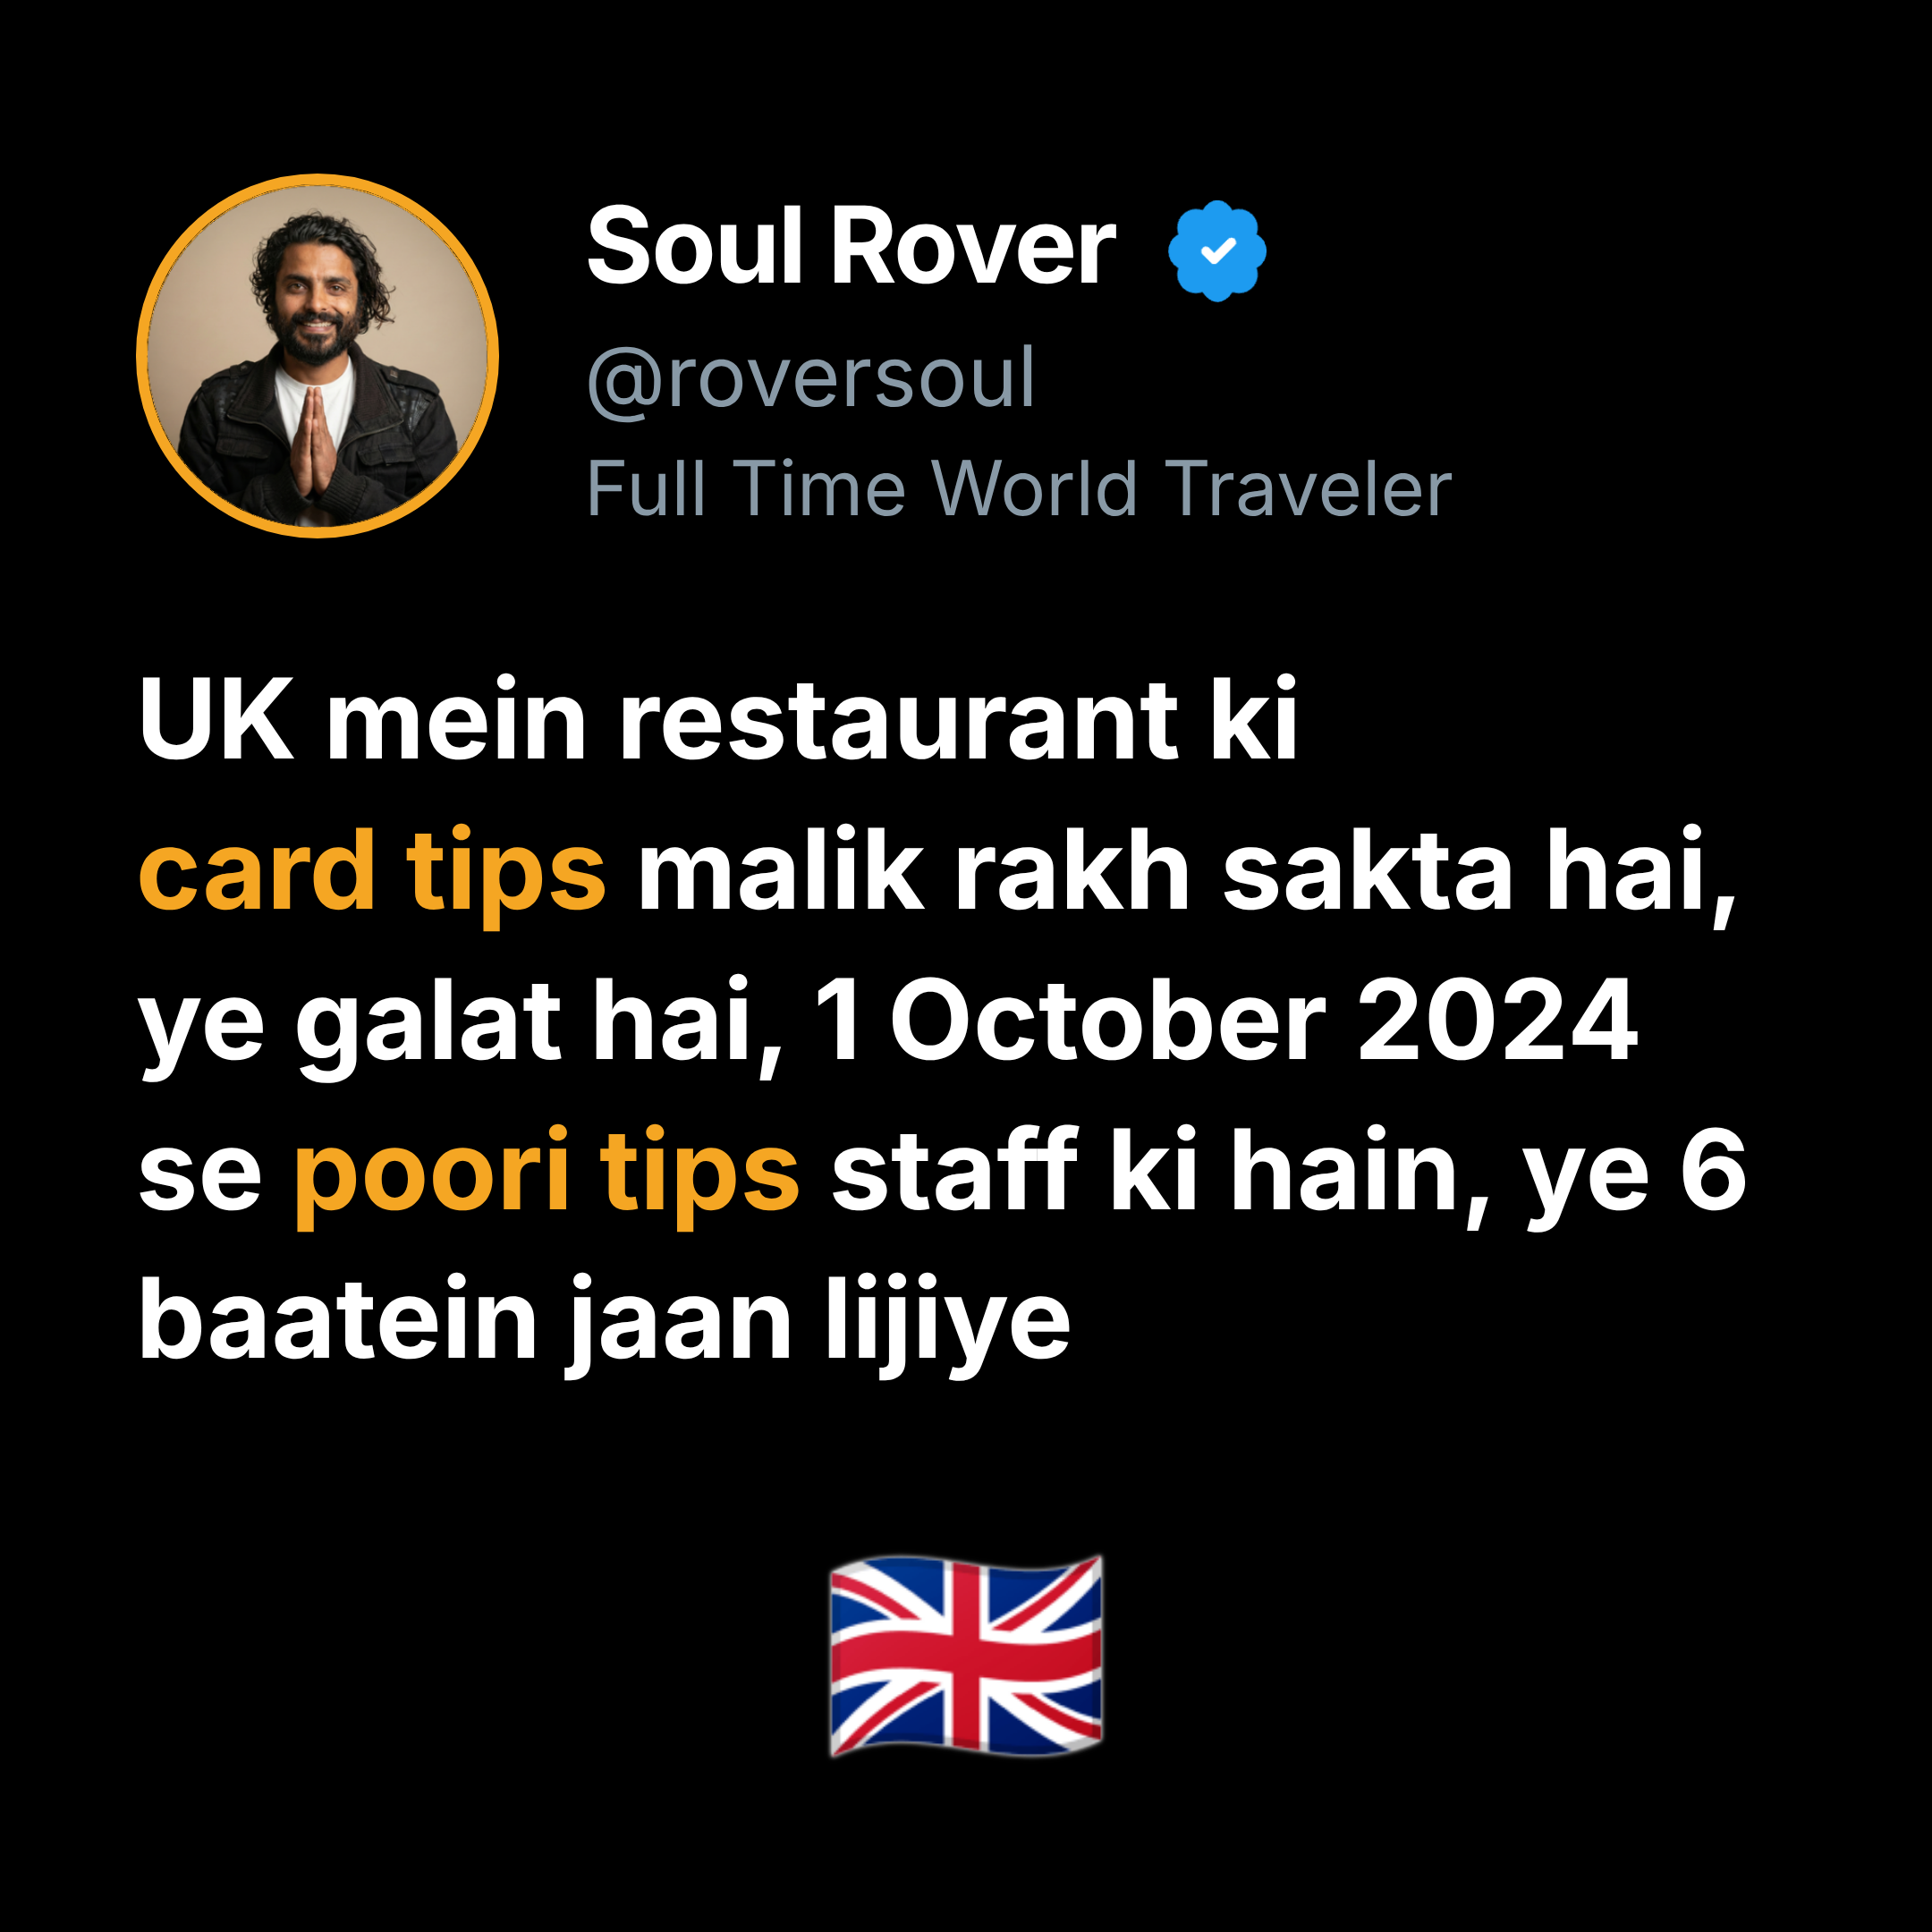 Soul Rover
@roversoul
Full Time World Traveler
UK mein restaurant ki
card tips malik rakh sakta hai,
ye galat hai, 1 October 2024
se poori tips staff ki hain, ye 6
baatein jaan lijiye